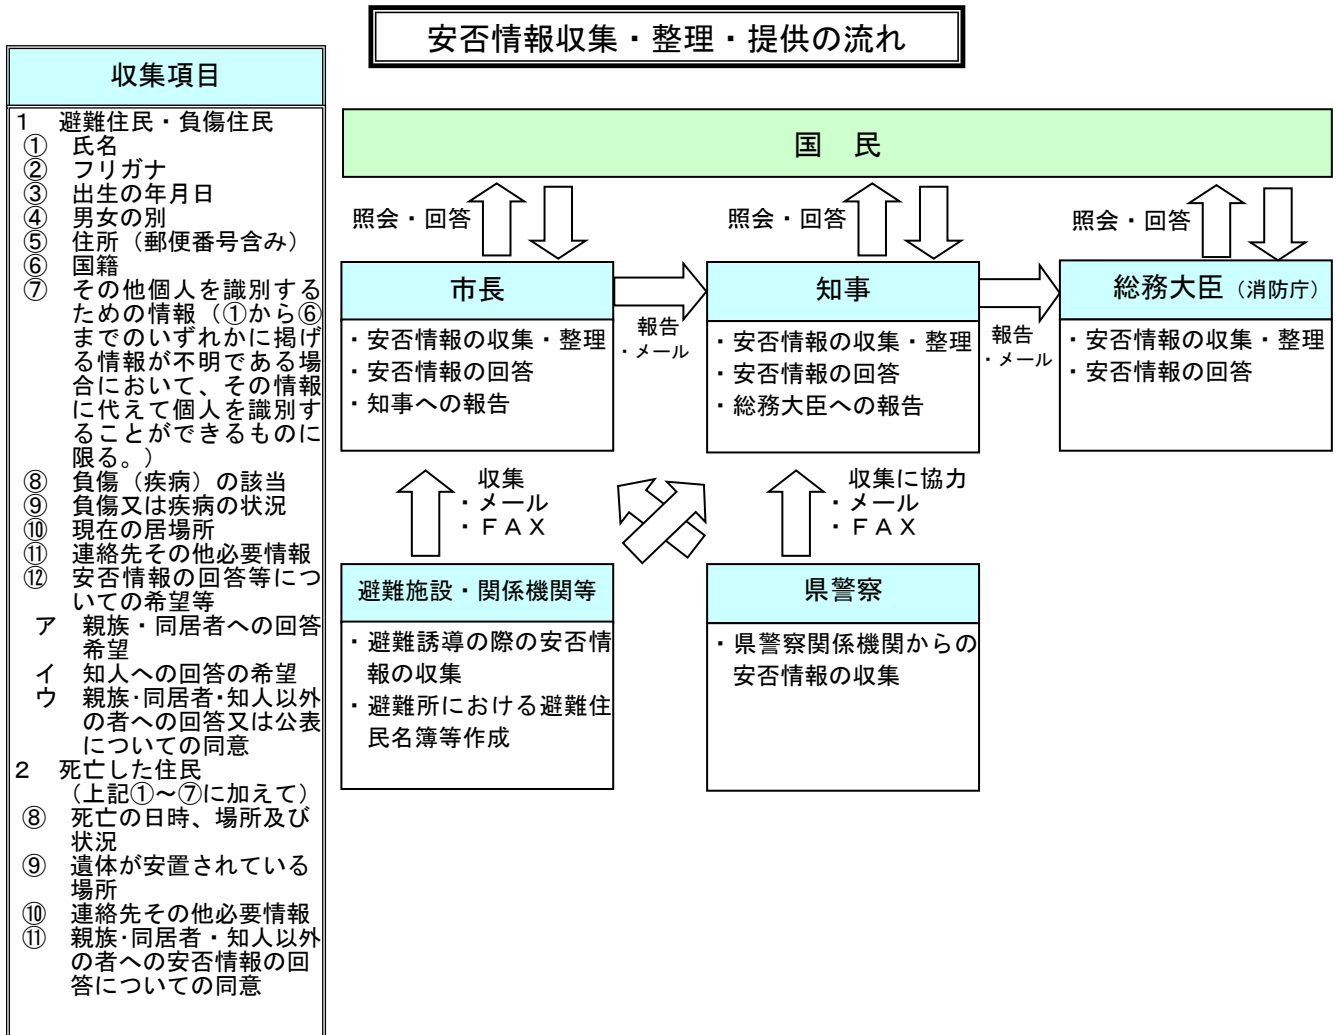 安否情報収集・整理・提供の流れ
収集項目
1 避難住民・負傷住民
① 氏名
② フリガナ
③ 出生の年月日
④ 男女の別
⑤ 住所（郵便番号含み）
⑥ 国籍
⑦ その他個人を識別する
ための情報（①から⑥
までのいずれかに掲げ
る情報が不明である場
合において、その情報
に代えて個人を識別す
ることができるものに
限る。）
⑧ 負傷（疾病）の該当
⑨ 負傷又は疾病の状況
⑩ 現在の居場所
⑪ 連絡先その他必要情報
⑫ 安否情報の回答等につ
いての希望等
ア 親族・同居者への回答
希望
イ 知人への回答の希望
ウ 親族・同居者・知人以外
の者への回答又は公表
についての同意
2 死亡した住民
（上記①～⑦に加えて）
⑧ 死亡の日時、場所及び
状況
⑨ 遺体が安置されている
場所
⑩ 連絡先その他必要情報
⑪ 親族・同居者・知人以外
の者への安否情報の回
答についての同意
国 民
照会・回答
照会・回答
照会・回答
市長
・安否情報の収集・整理
・安否情報の回答
・知事への報告
報告
・メール
知事
・安否情報の収集・整理
・安否情報の回答
・総務大臣への報告
報告
・メール
総務大臣（消防庁）
・安否情報の収集・整理
・安否情報の回答
収集
・メール
・ＦＡＸ
収集に協力
・メール
・ＦＡＸ
避難施設・関係機関等
・避難誘導の際の安否情
報の収集
・避難所における避難住
民名簿等作成
県警察
・県警察関係機関からの
安否情報の収集